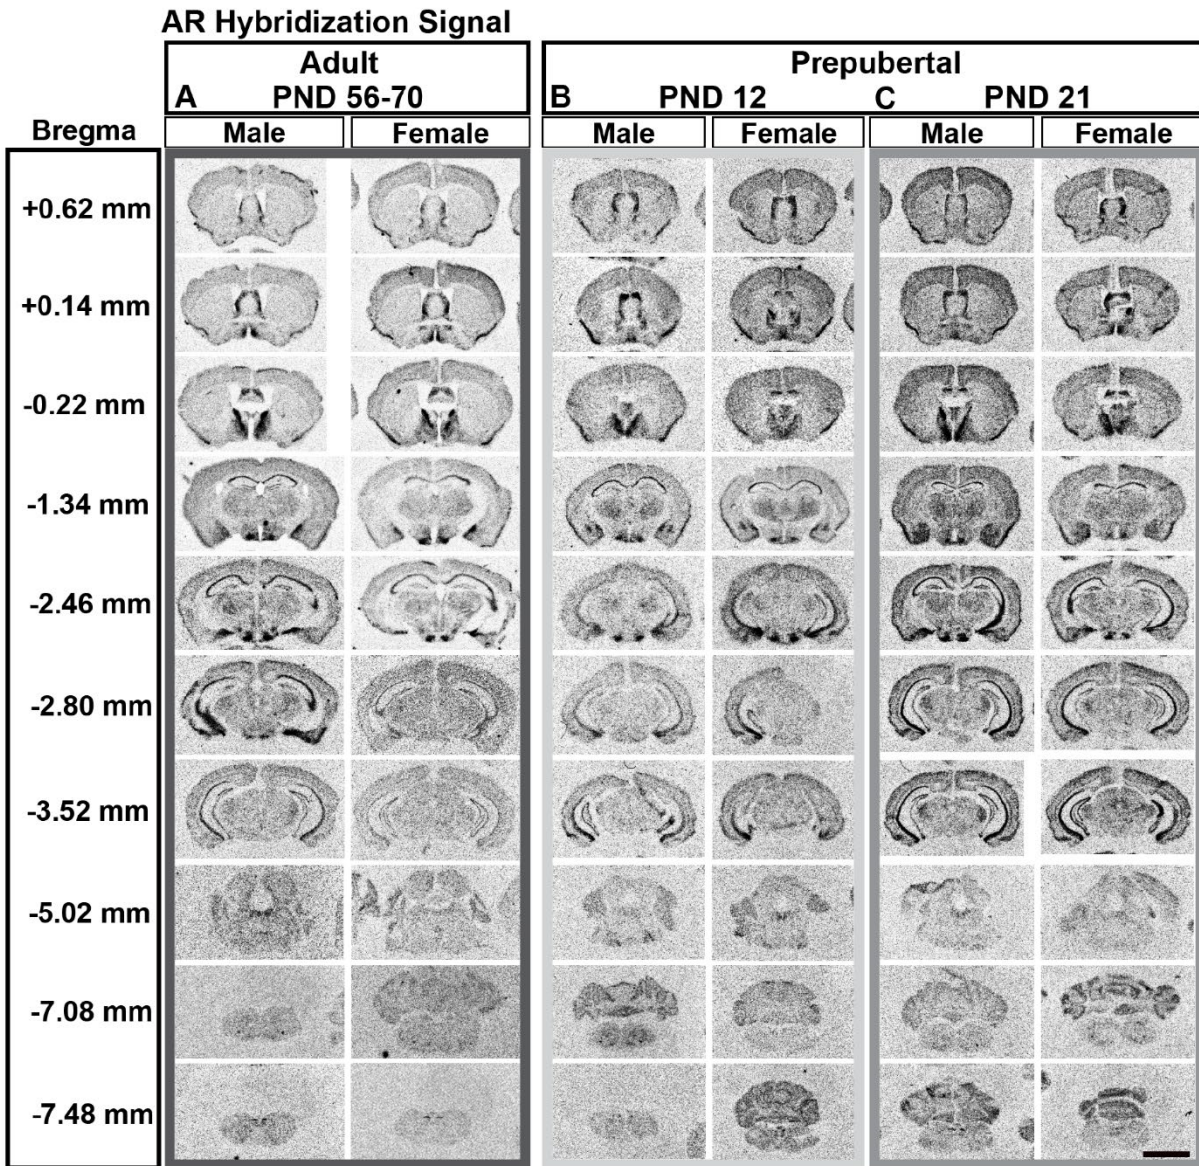 AR Hybridization Signal
Adult
Prepubertal
A PND 56-70
B PND 12
C PND 21
Bregma
Male
Female
Male
Female
Male
Female
+0.62 mm
+0.14 mm
-0.22 mm
-1.34 mm
-2.46 mm
-2.80 mm
-3.52 mm
-5.02 mm
-7.08 mm
-7.48 mm